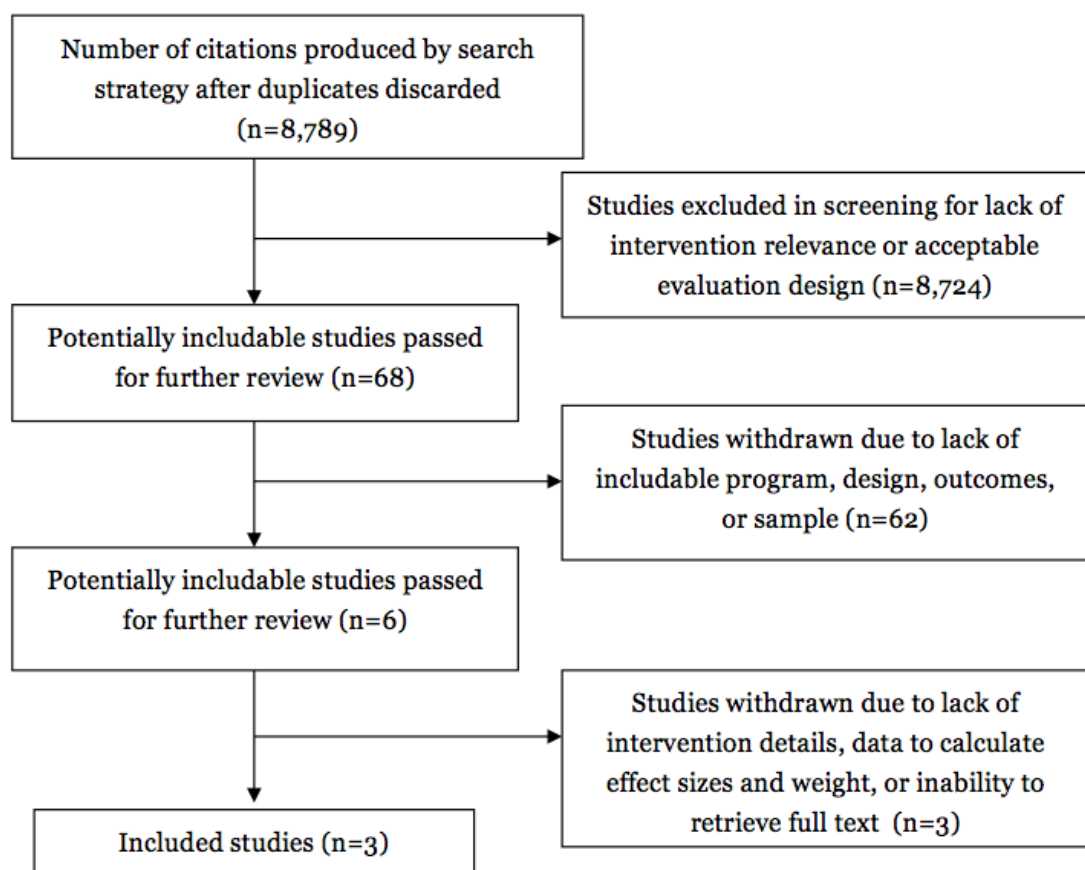 Number of citations produced by search
strategy after duplicates discarded
(n=8,789)
Studies excluded in screening for lack of
intervention relevance or acceptable
evaluation design (n=8,724)
Potentially includable studies passed
for further review (n=68)
Studies withdrawn due to lack of
includable program, design, outcomes,
or sample (n=62)
Potentially includable studies passed
for further review (n=6)
Studies withdrawn due to lack of
intervention details, data to calculate
effect sizes and weight, or inability to
retrieve full text (n=3)
Included studies (n=3)